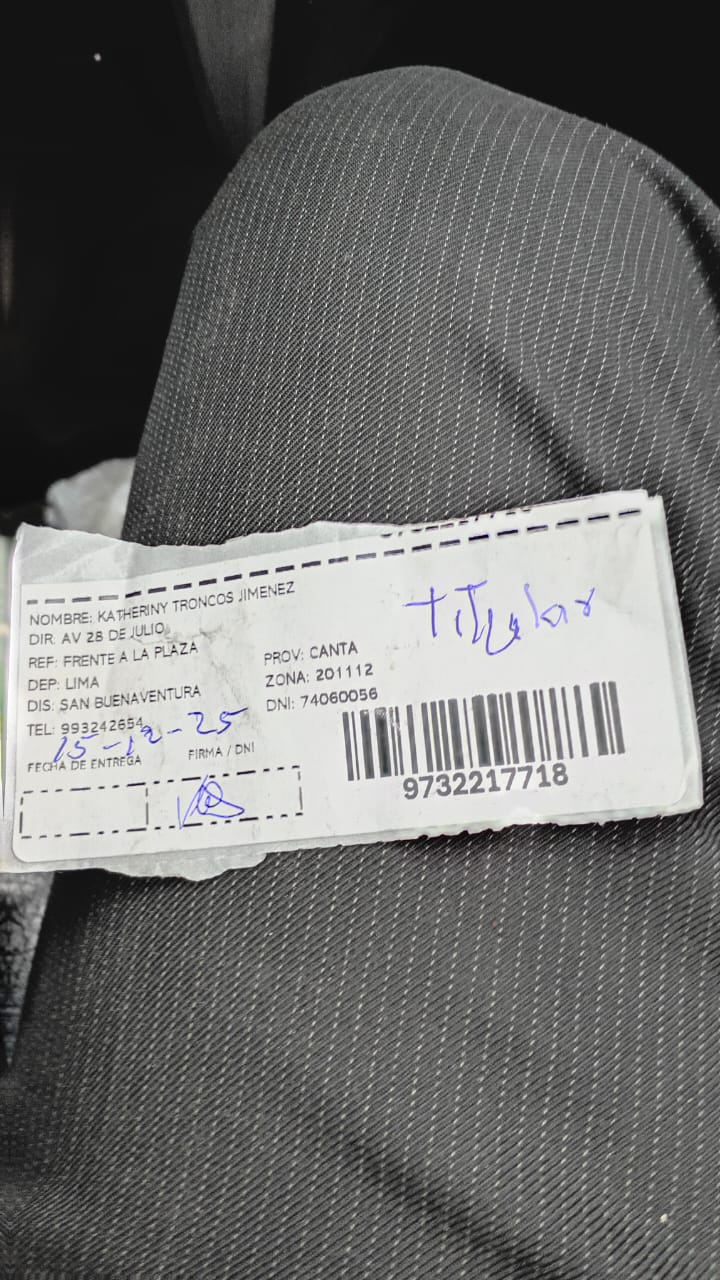 NOMBRE: KATHERINY TRONCOS JIMENEZ
DIR: AV 28 DE JULIO
REF: FRENTE A LA PLAZA
DEP: LIMA
PROV: CANTA
DIS: SAN BUENAVENTURA
ZONA: 201112
TEL: 993242654
DNI: 74060056
15-12-25
FECHA DE ENTREGA
FIRMA / DNI
titular
9732217718